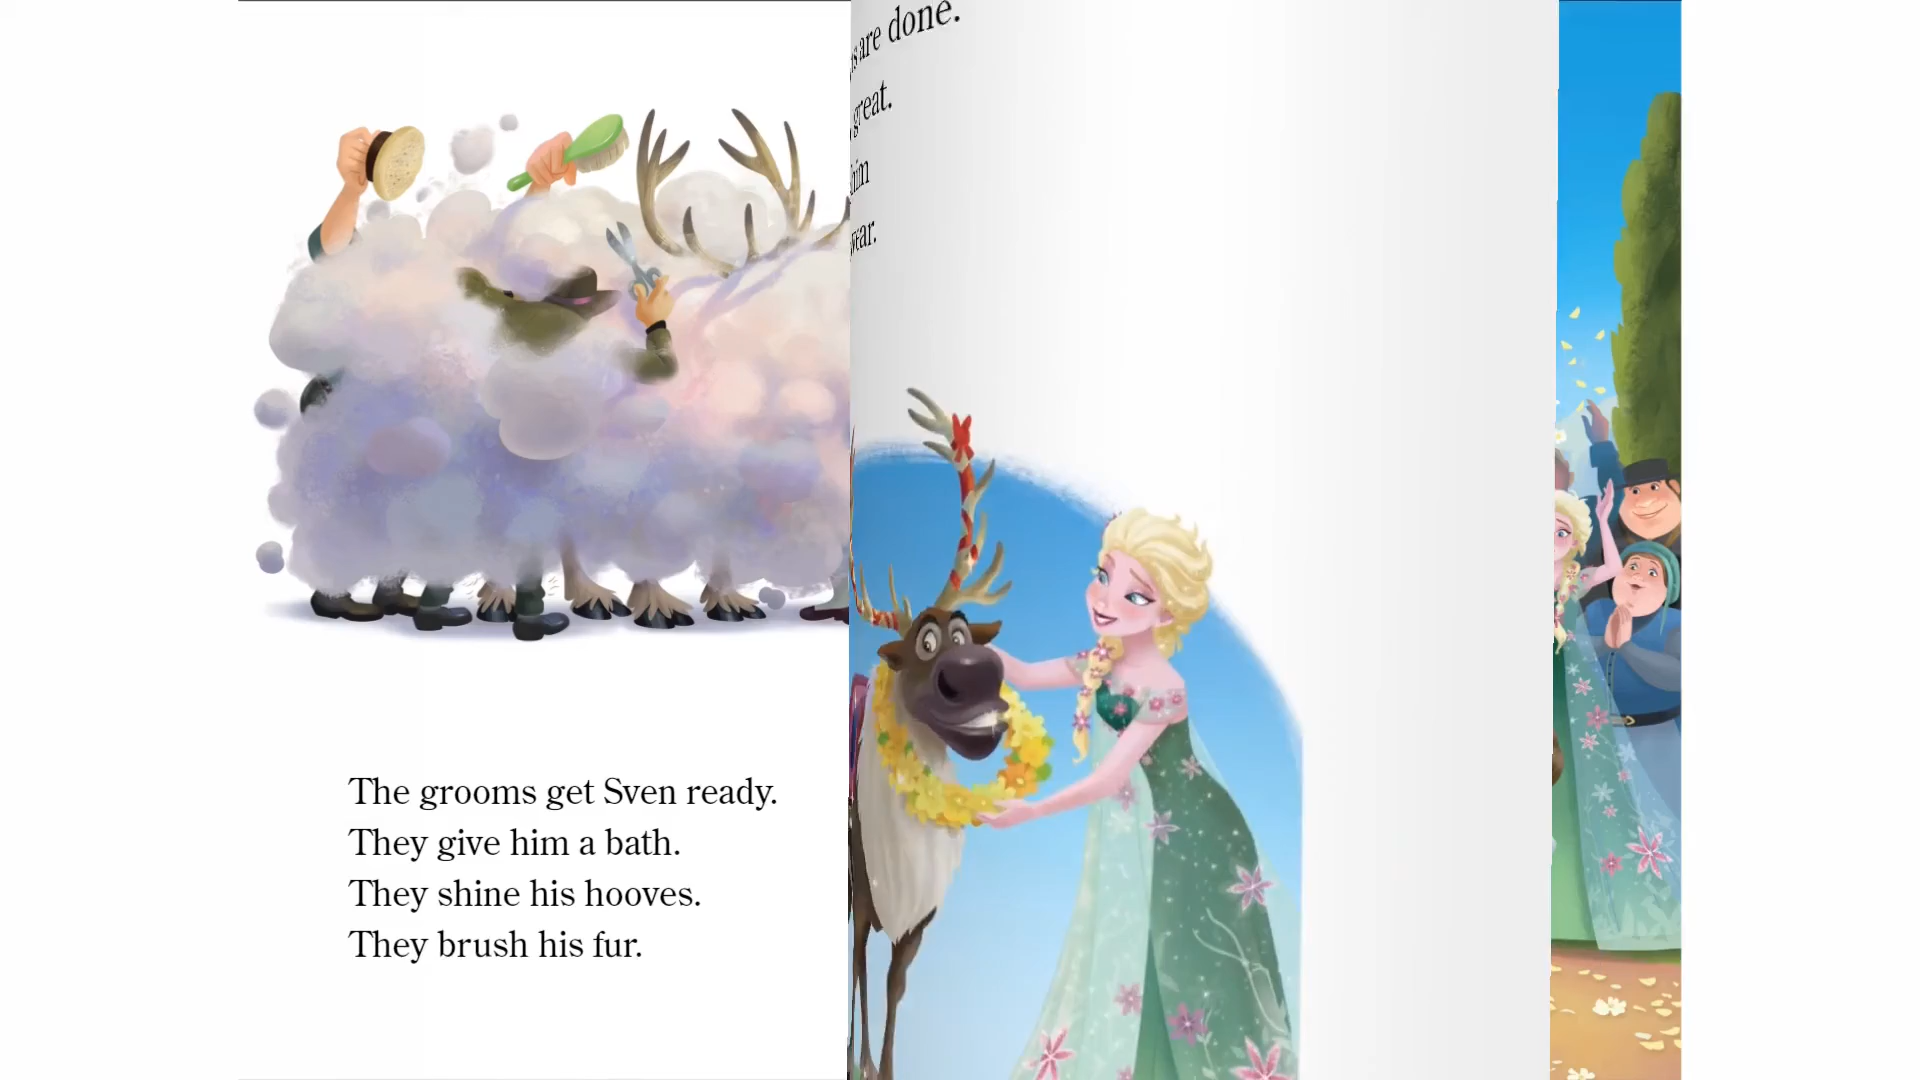 The grooms get Sven ready.
They give him a bath.
They shine his hooves.
They brush his fur.
are done.
great.
him